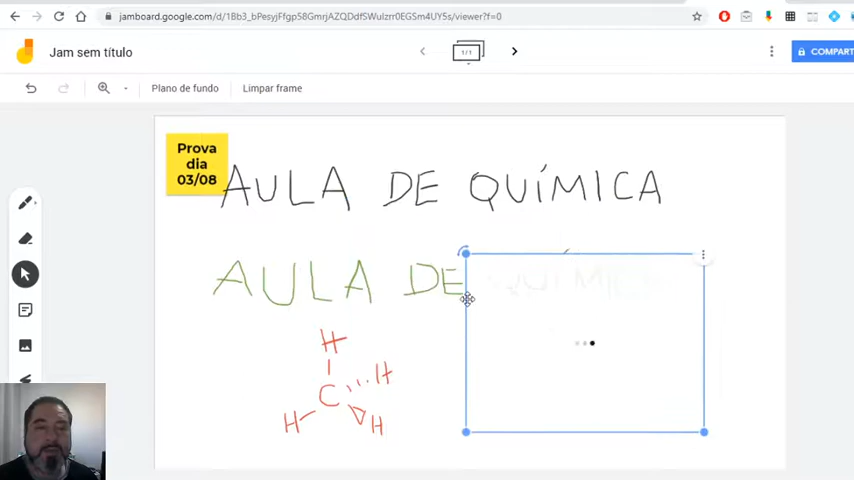 jamboard.google.com/d/1Bb3_bPesyjFfgp58GmrjAZQDdfSWulzrr0EGSm4UY5s/viewer?f=0
Jam sem título
1/1
COMPART
Plano de fundo
Limpar frame
Prova
dia
03/08
AULA DE QUÍMICA
AULA DE QUÍMICA
H
C
H
H
H